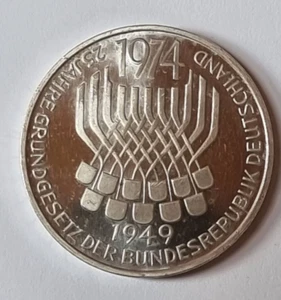 1974
25 JAHRE·GRUNDGESETZ·DER·BUNDESREPUBLIK DEUTSCHLAND
1949